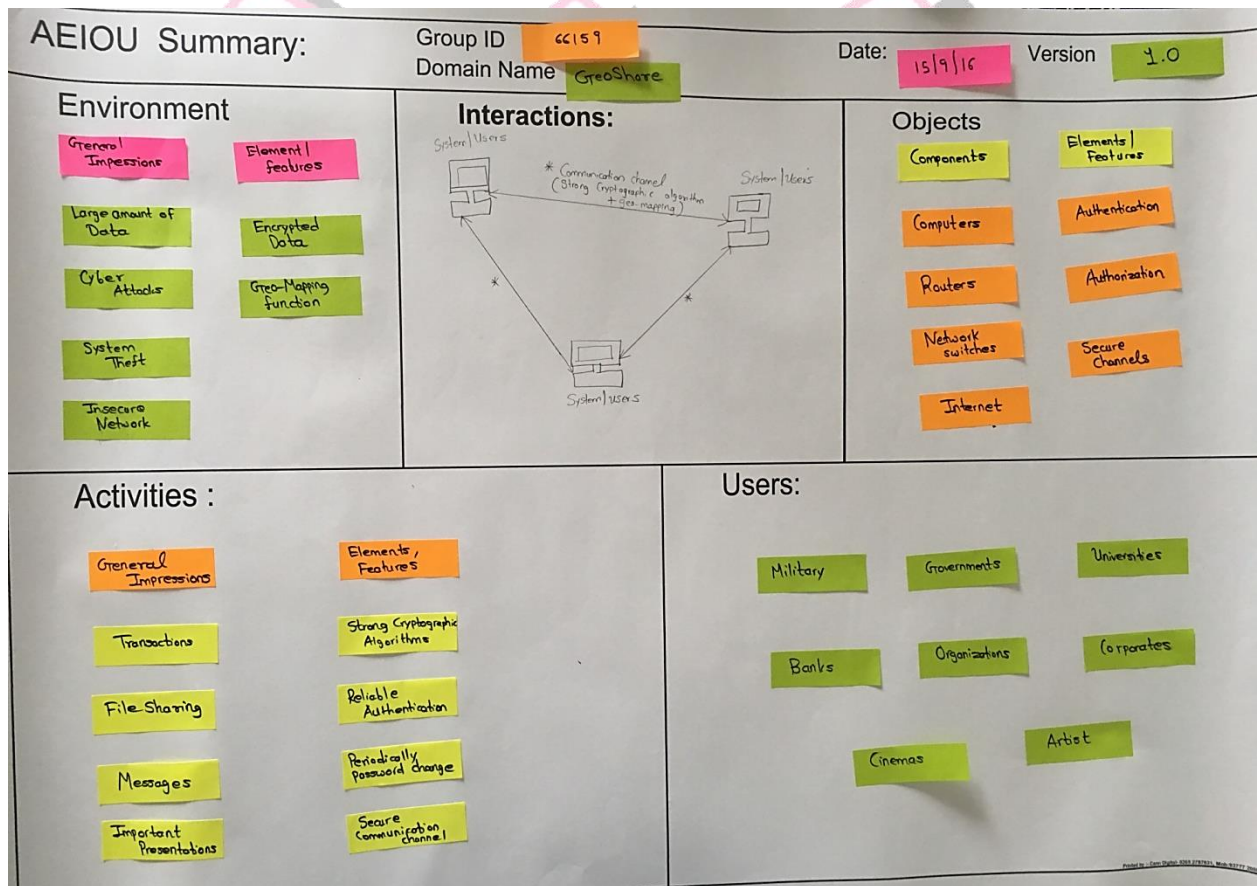 AEIOU Summary:
Group ID 66159
Domain Name GeoShare
Date: 15/9/16
Version 1.0
Environment
General
Impressions
Element/
features
Large amount of
Data
Encrypted
Data
Cyber
Attacks
Geo-Mapping
function
System
Theft
Insecure
Network
Interactions:
System/Users
* Communication channel
(Strong Cryptographic algorithm
+ geo-mapping)
System/Users
*
*
System/Users
Objects
Components
Elements/
Features
Computers
Authentication
Routers
Authorization
Network
switches
Secure
Channels
Internet
Activities :
General
Impressions
Elements,
Features
Transactions
Strong Cryptographic
Algorithms
File Sharing
Reliable
Authentication
Messages
Periodically
password change
Important
Presentations
Secure
Communication
channel
Users:
Military
Governments
Universities
Banks
Organizations
Corporates
Cinemas
Artist